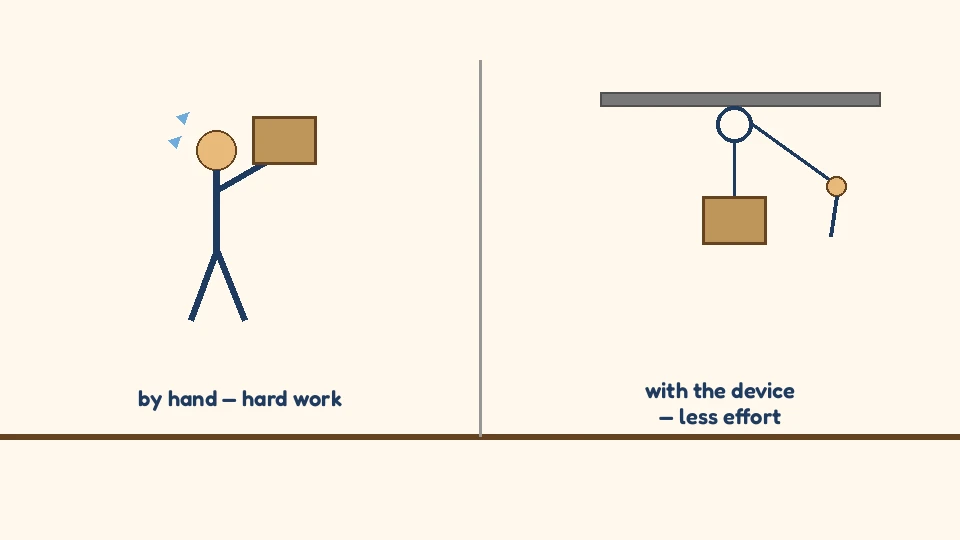 by hand – hard work
with the device
– less effort